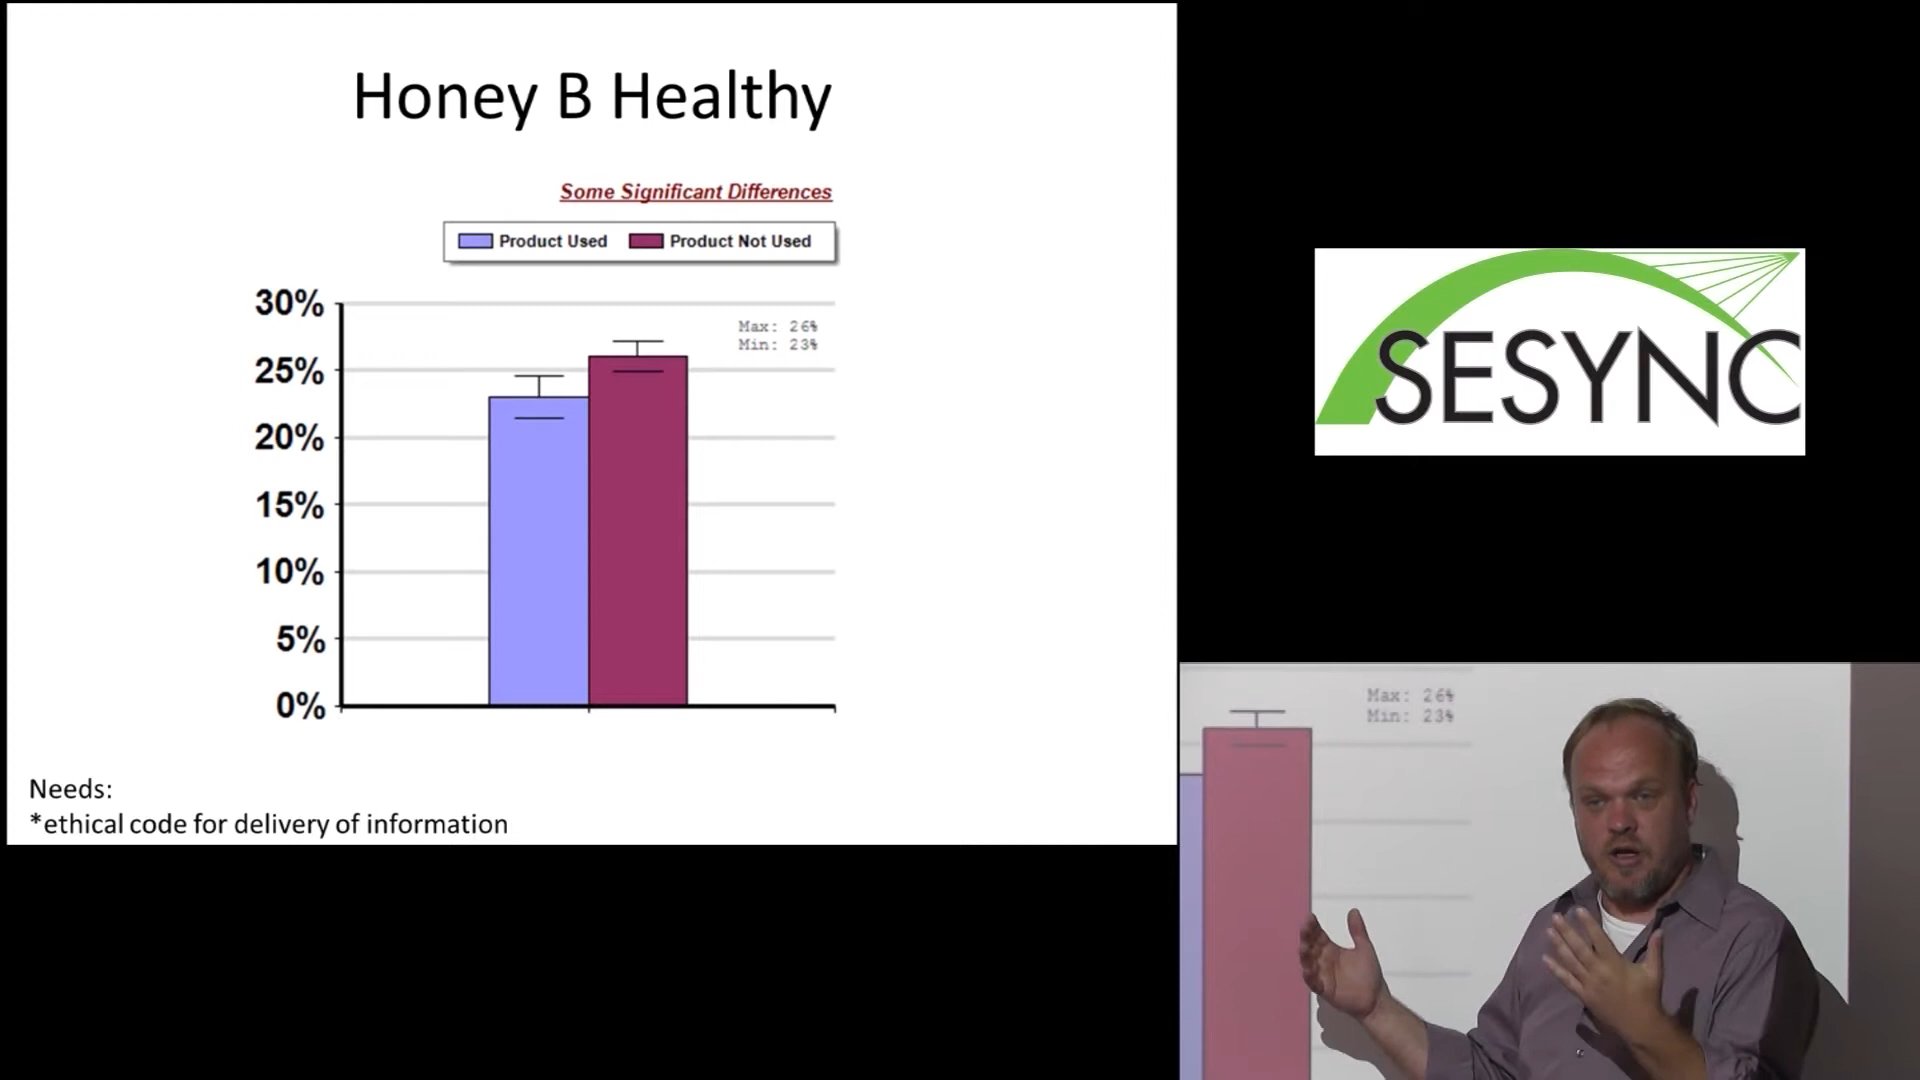 Honey B Healthy
Some Significant Differences
Product Used
Product Not Used
30%
Max: 26%
Min: 23%
25%
20%
15%
10%
5%
0%
Needs:
*ethical code for delivery of information
SESYNC
Max: 26%
Min: 23%